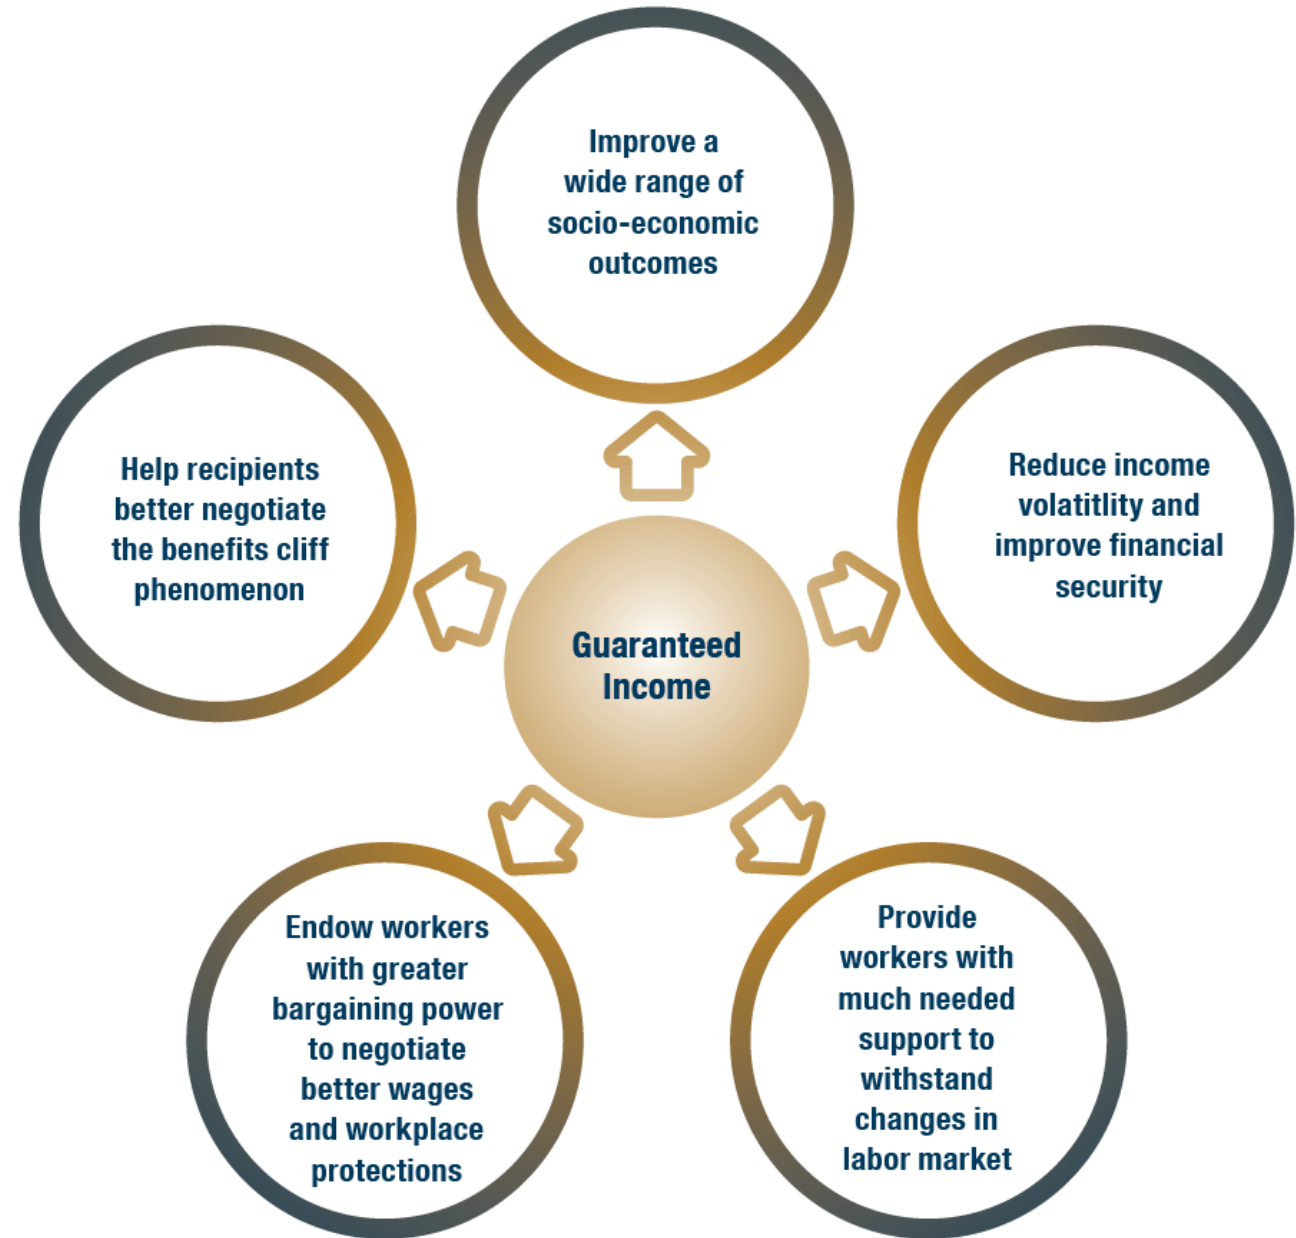 Improve a
wide range of
socio-economic
outcomes
Help recipients
better negotiate
the benefits cliff
phenomenon
Reduce income
volatitlity and
improve financial
security
Guaranteed
Income
Endow workers
with greater
bargaining power
to negotiate
better wages
and workplace
protections
Provide
workers with
much needed
support to
withstand
changes in
labor market